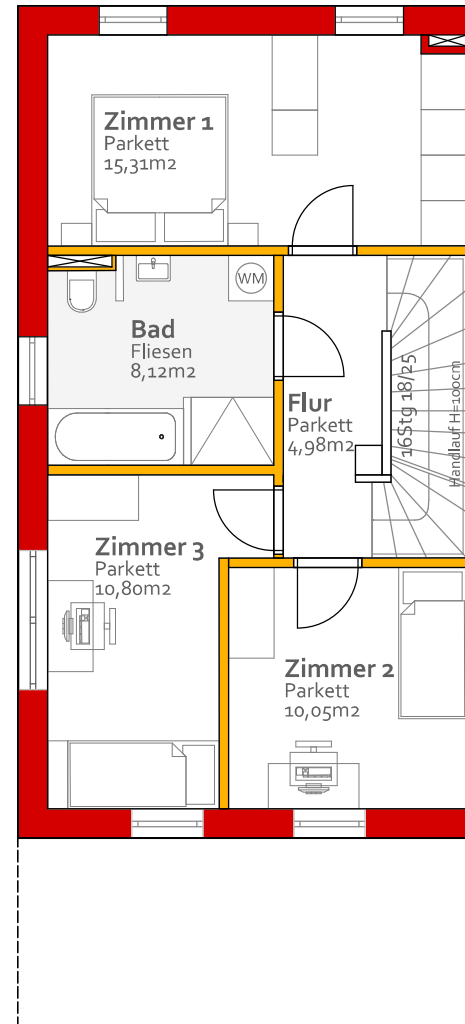 Zimmer 1
Parkett
15,31m2
WM
Bad
Fliesen
8,12m2
Flur
Parkett
4,98m2
16Stg 18/25
Handlauf H=100cm
Zimmer 3
Parkett
10,80m2
Zimmer 2
Parkett
10,05m2